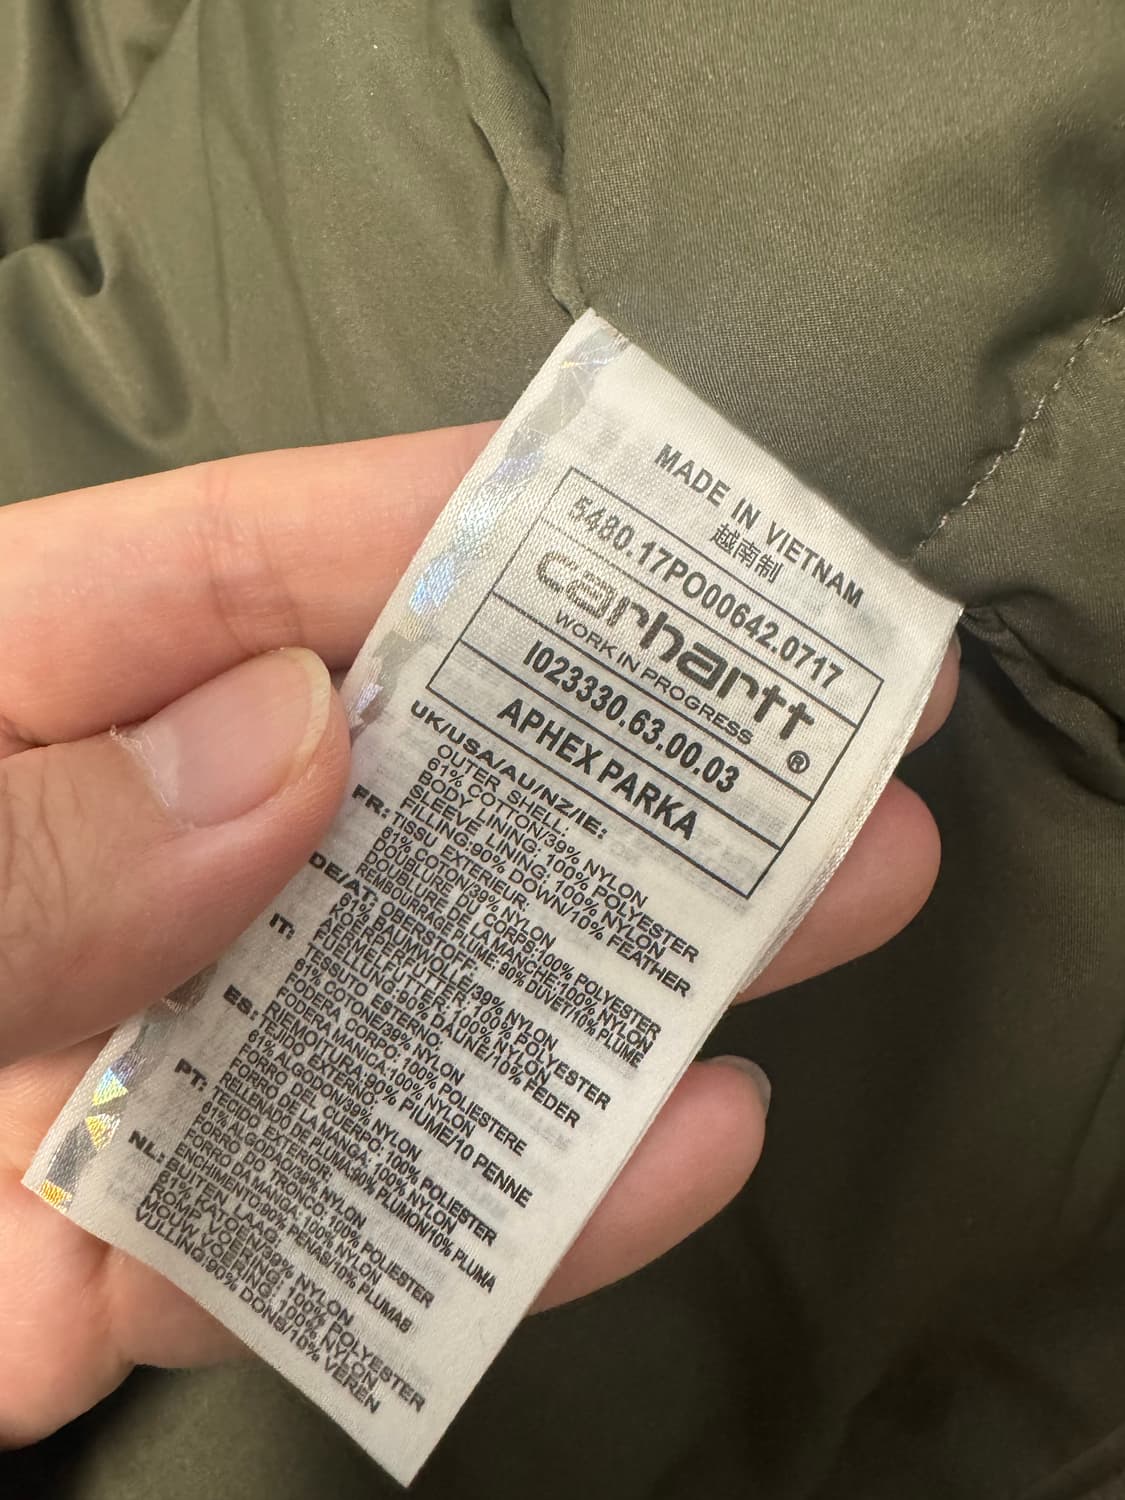 MADE IN VIETNAM
越南制
5480.17PO00642.0717
carhartt
WORK IN PROGRESS ®
I023330.63.00.03
APHEX PARKA
UK/USA/AU/NZ/IE:
OUTER SHELL:
61% COTTON/39% NYLON
BODY LINING: 100% POLYESTER
SLEEVE LINING: 100% NYLON
FILLING:90% DOWN/10% FEATHER
FR: TISSU EXTERIEUR:
61% COTON/39% NYLON
DOUBLURE DU CORPS:100% POLYESTER
DOUBLURE DE LA MANCHE:100% NYLON
REMBOURRAGE PLUME: 90% DUVET/10% PLUME
DE/AT: OBERSTOFF:
61% BAUMWOLLE/39% NYLON
KORPERFUTTER: 100% POLYESTER
ARMELFUTTER: 100% NYLON
FULLUNG:90% DAUNE/10% FEDER
IT: TESSUTO ESTERNO:
61% COTONE/39% NYLON
FODERA CORPO: 100% POLIESTERE
FODERA MANICA:100% NYLON
RIEMOITURA:90% PIUME/10 PENNE
ES: TEJIDO EXTERNO:
61% ALGODON/39% NYLON
FORRO DEL CUERPO: 100% POLIESTER
FORRO DE LA MANGA: 100% NYLON
RELLENADO DE PLUMA:90% PLUMON/10% PLUMA
PT: TECIDO EXTERIOR:
61% ALGODAO/39% NYLON
FORRO DO TRONCO: 100% POLIESTER
FORRO DA MANGA: 100% NYLON
ENCHIMENTO:90% PENAS/10% PLUMAS
NL: BUITEN LAAG:
61% KATOEN/39% NYLON
ROMP VOERING: 100% POLYESTER
MOUW VOERING: 100% NYLON
VULLING:90% DONS/10% VEREN